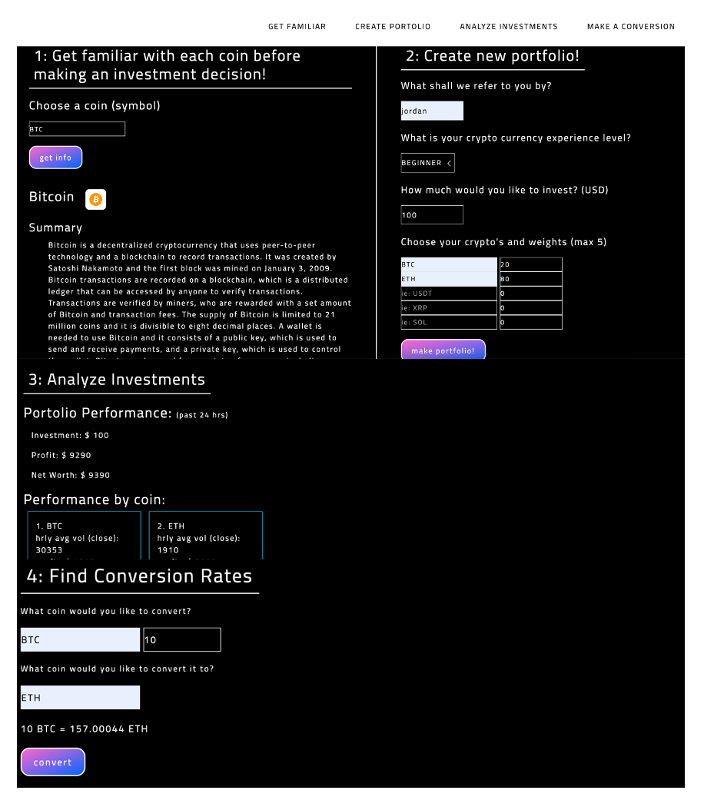 GET FAMILIAR CREATE PORTOLIO ANALYZE INVESTMENTS MAKE A CONVERSION
1: Get familiar with each coin before
making an investment decision!
Choose a coin (symbol)
BTC
get info
Bitcoin
Summary
Bitcoin is a decentralized cryptocurrency that uses peer-to-peer
technology and a blockchain to record transactions. It was created by
Satoshi Nakamoto and the first block was mined on January 3, 2009.
Bitcoin transactions are recorded on a blockchain, which is a distributed
ledger that can be accessed by anyone to verify transactions.
Transactions are verified by miners, who are rewarded with a set amount
of Bitcoin and transaction fees. The supply of Bitcoin is limited to 21
million coins and it is divisible to eight decimal places. A wallet is
needed to use Bitcoin and it consists of a public key, which is used to
send and receive payments, and a private key, which is used to control
2: Create new portfolio!
What shall we refer to you by?
jordan
What is your crypto currency experience level?
BEGINNER <
How much would you like to invest? (USD)
100
Choose your crypto's and weights (max 5)
BTC 20
ETH 80
ie: USDT 0
ie: XRP 0
ie: SOL 0
make portfolio!
3: Analyze Investments
Portolio Performance: (past 24 hrs)
Investment: $ 100
Profit: $ 9290
Net Worth: $ 9390
Performance by coin:
1. BTC
hrly avg vol (close):
30353
2. ETH
hrly avg vol (close):
1910
4: Find Conversion Rates
What coin would you like to convert?
BTC 10
What coin would you like to convert it to?
ETH
10 BTC = 157.00044 ETH
convert